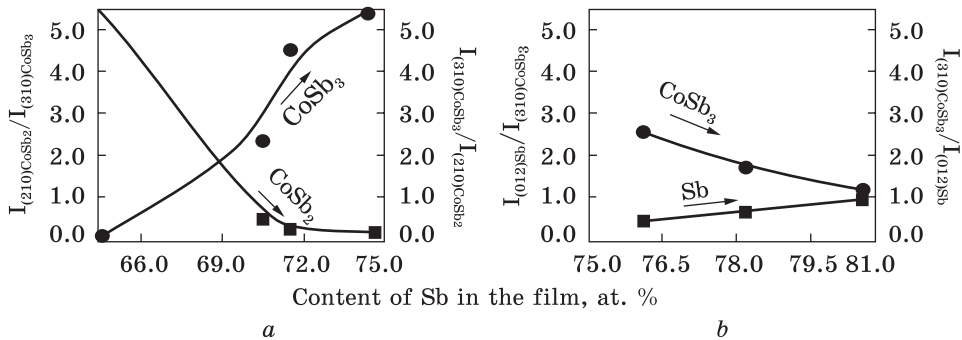 I(210)CoSb2/I(310)CoSb3
5.0
4.0
3.0
2.0
1.0
0.0
CoSb3
CoSb2
5.0
4.0
3.0
2.0
1.0
0.0
I(310)CoSb3/I(210)CoSb2
66.0 69.0 72.0 75.0
I(012)Sb/I(310)CoSb3
5.0
4.0
3.0
2.0
1.0
0.0
CoSb3
Sb
5.0
4.0
3.0
2.0
1.0
0.0
I(310)CoSb3/I(012)Sb
75.0 76.5 78.0 79.5 81.0
Content of Sb in the film, at. %
a b